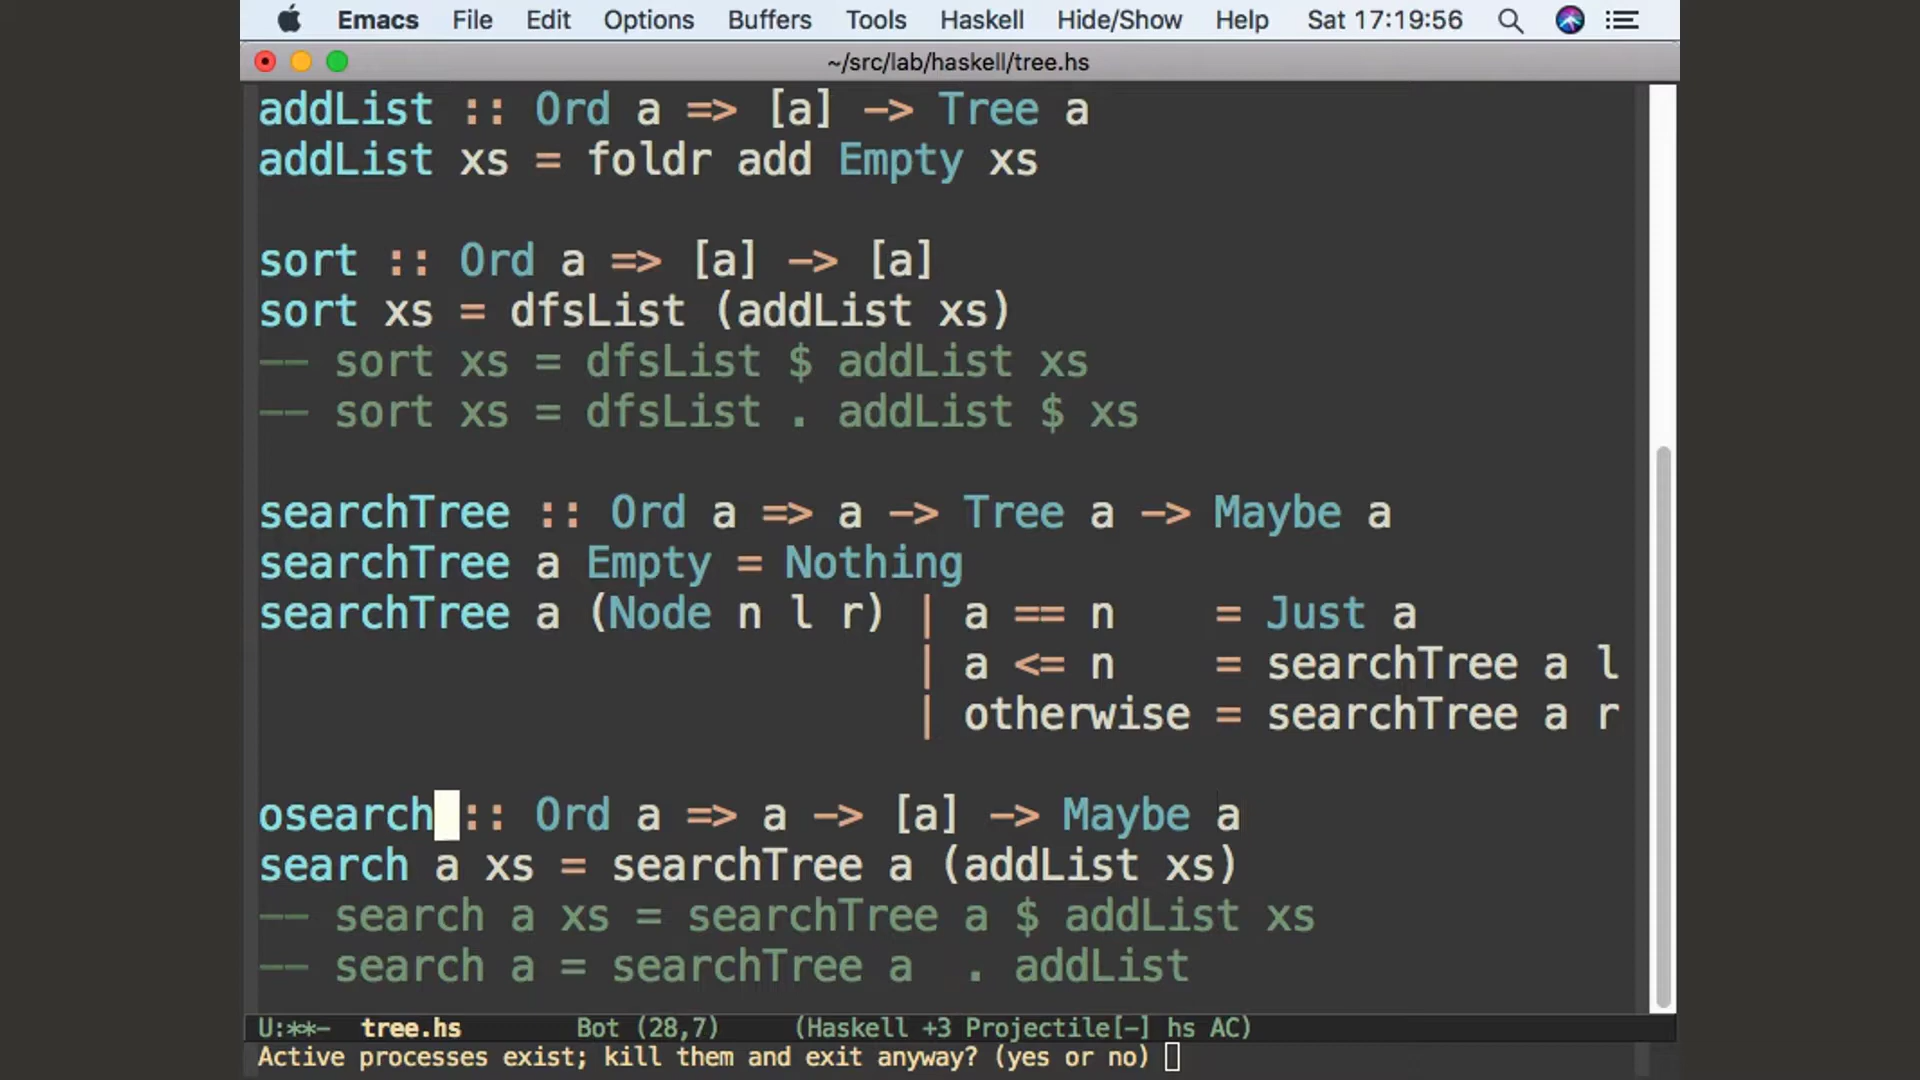 Emacs File Edit Options Buffers Tools Haskell Hide/Show Help Sat 17:19:56
~/src/lab/haskell/tree.hs
addList :: Ord a => [a] -> Tree a
addList xs = foldr add Empty xs
sort :: Ord a => [a] -> [a]
sort xs = dfsList (addList xs)
-- sort xs = dfsList $ addList xs
-- sort xs = dfsList . addList $ xs
searchTree :: Ord a => a -> Tree a -> Maybe a
searchTree a Empty = Nothing
searchTree a (Node n l r) | a == n    = Just a
| a <= n    = searchTree a l
| otherwise = searchTree a r
osearch :: Ord a => a -> [a] -> Maybe a
search a xs = searchTree a (addList xs)
-- search a xs = searchTree a $ addList xs
-- search a = searchTree a  . addList
U:**-  tree.hs    Bot (28,7)    (Haskell +3 Projectile[-] hs AC)
Active processes exist; kill them and exit anyway? (yes or no)